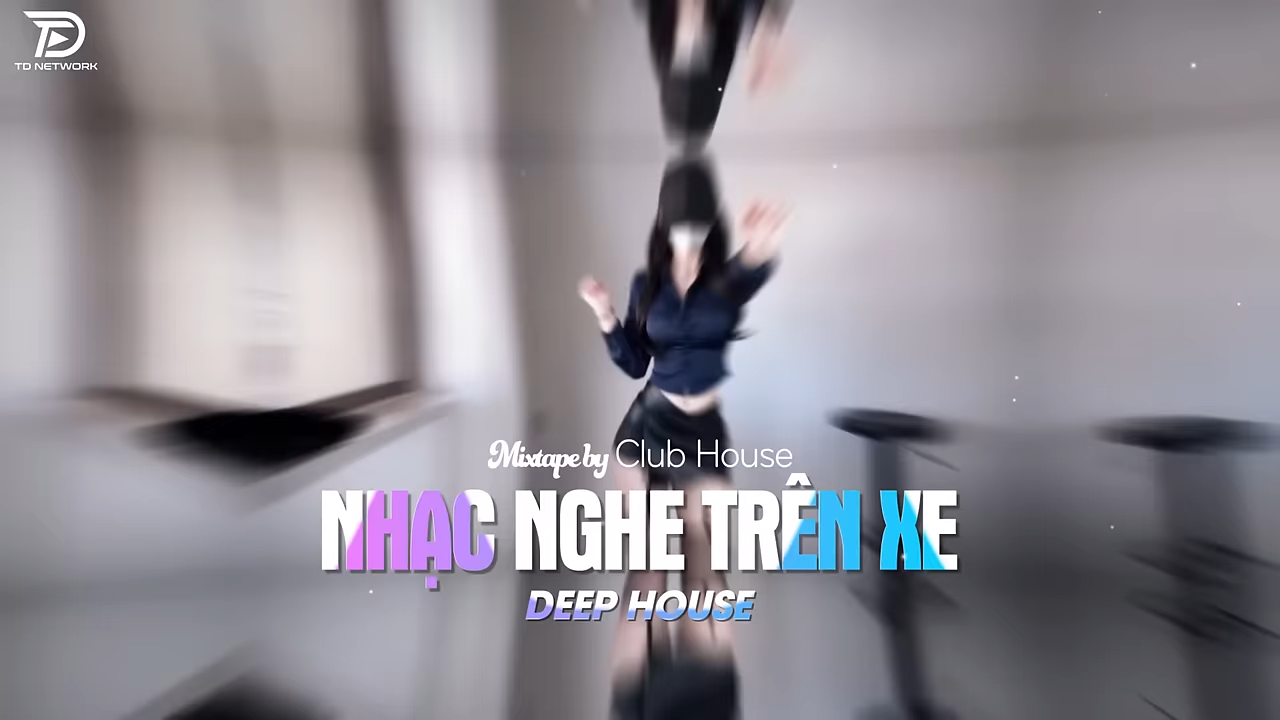 TD NETWORK
Mixtape by Club House
NHẠC NGHE TRÊN XE
DEEP HOUSE